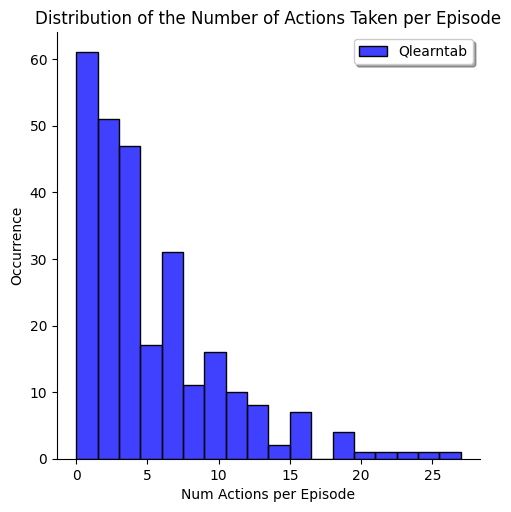 Distribution of the Number of Actions Taken per Episode
Qlearntab
60
50
40
30
20
10
0
Occurrence
0 5 10 15 20 25
Num Actions per Episode